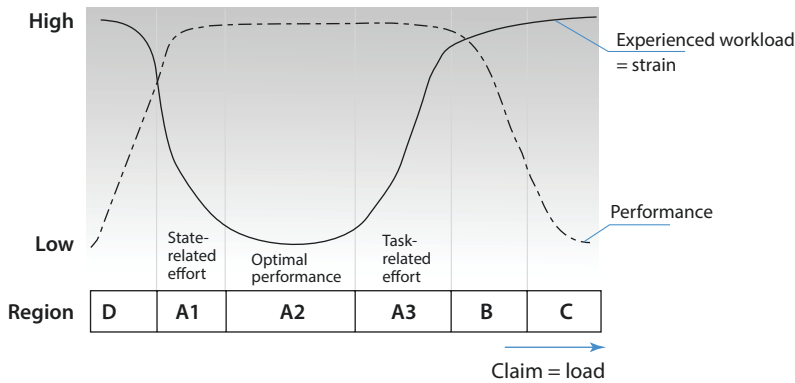 High
Experienced workload
= strain
Performance
Low
State-
related
effort
Optimal
performance
Task-
related
effort
Region D A1 A2 A3 B C
Claim = load